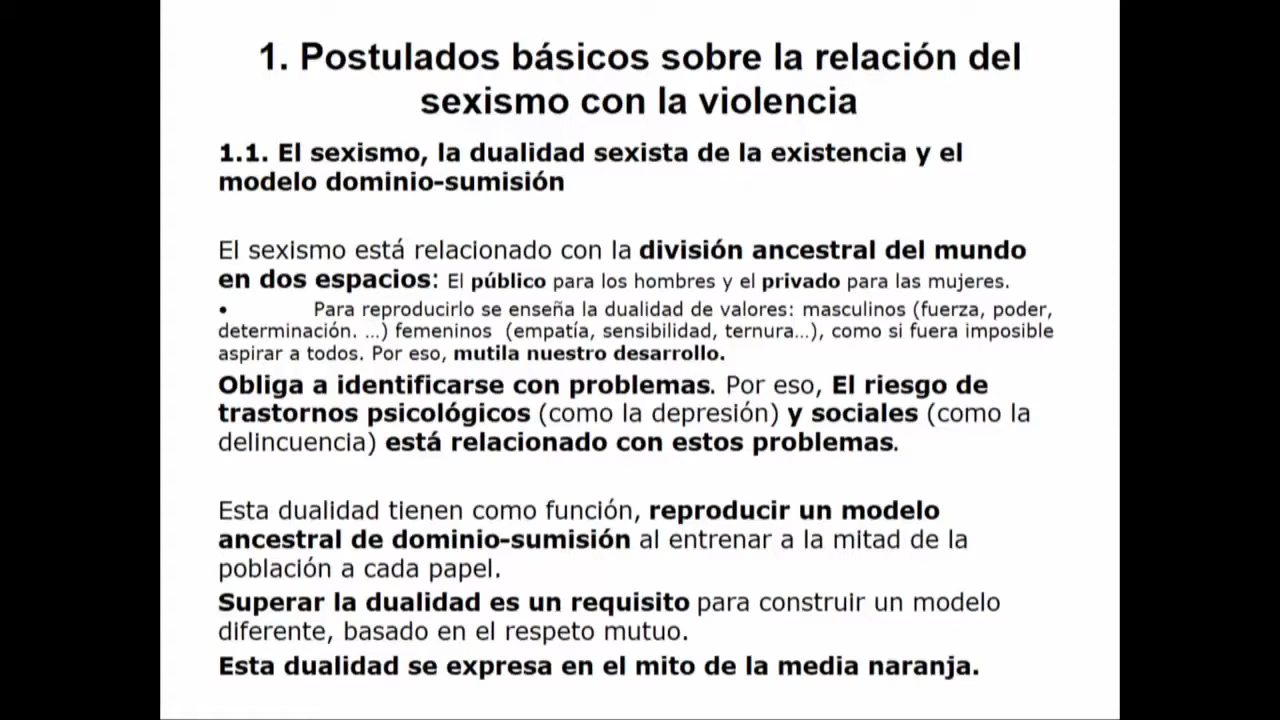 1. Postulados básicos sobre la relación del
sexismo con la violencia
1.1. El sexismo, la dualidad sexista de la existencia y el
modelo dominio-sumisión
El sexismo está relacionado con la división ancestral del mundo
en dos espacios: El público para los hombres y el privado para las mujeres.
• Para reproducirlo se enseña la dualidad de valores: masculinos (fuerza, poder,
determinación. ...) femeninos (empatía, sensibilidad, ternura...), como si fuera imposible
aspirar a todos. Por eso, mutila nuestro desarrollo.
Obliga a identificarse con problemas. Por eso, El riesgo de
trastornos psicológicos (como la depresión) y sociales (como la
delincuencia) está relacionado con estos problemas.
Esta dualidad tienen como función, reproducir un modelo
ancestral de dominio-sumisión al entrenar a la mitad de la
población a cada papel.
Superar la dualidad es un requisito para construir un modelo
diferente, basado en el respeto mutuo.
Esta dualidad se expresa en el mito de la media naranja.